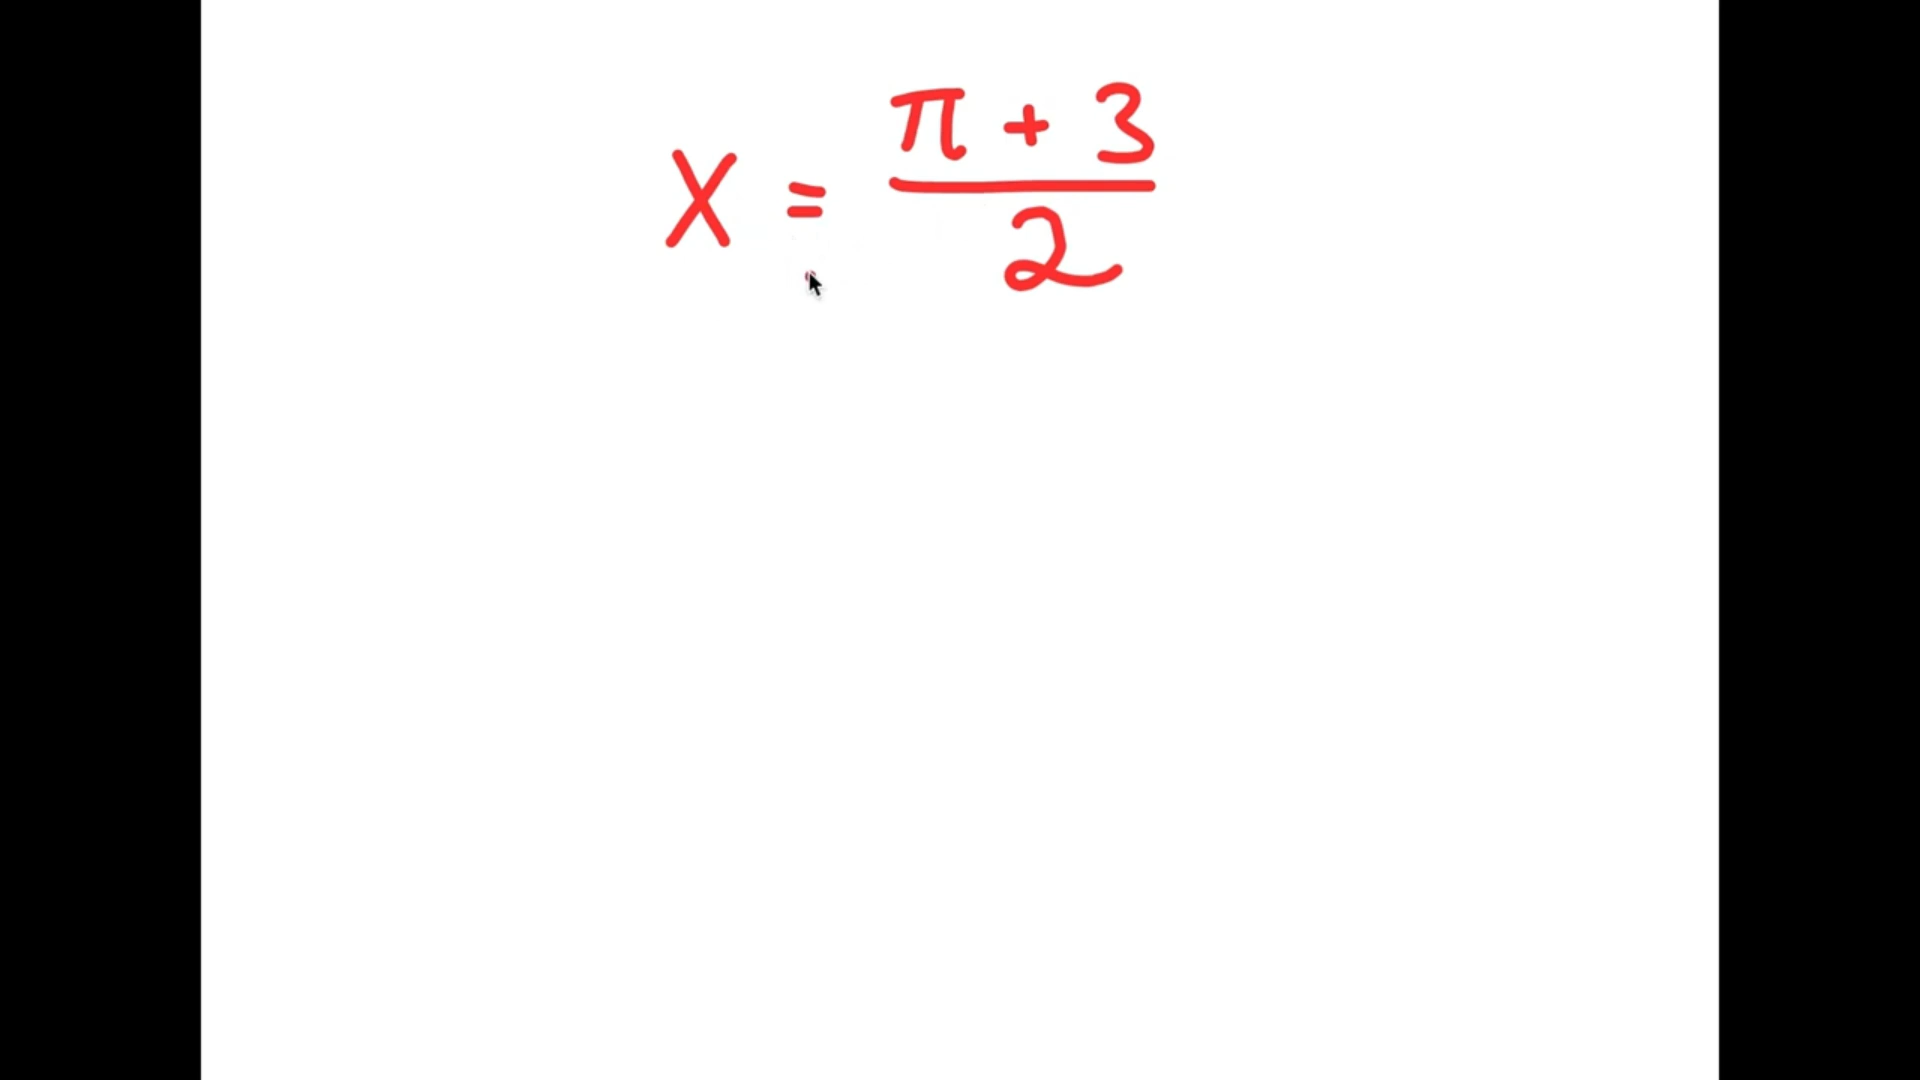 X = π + 3 / 2